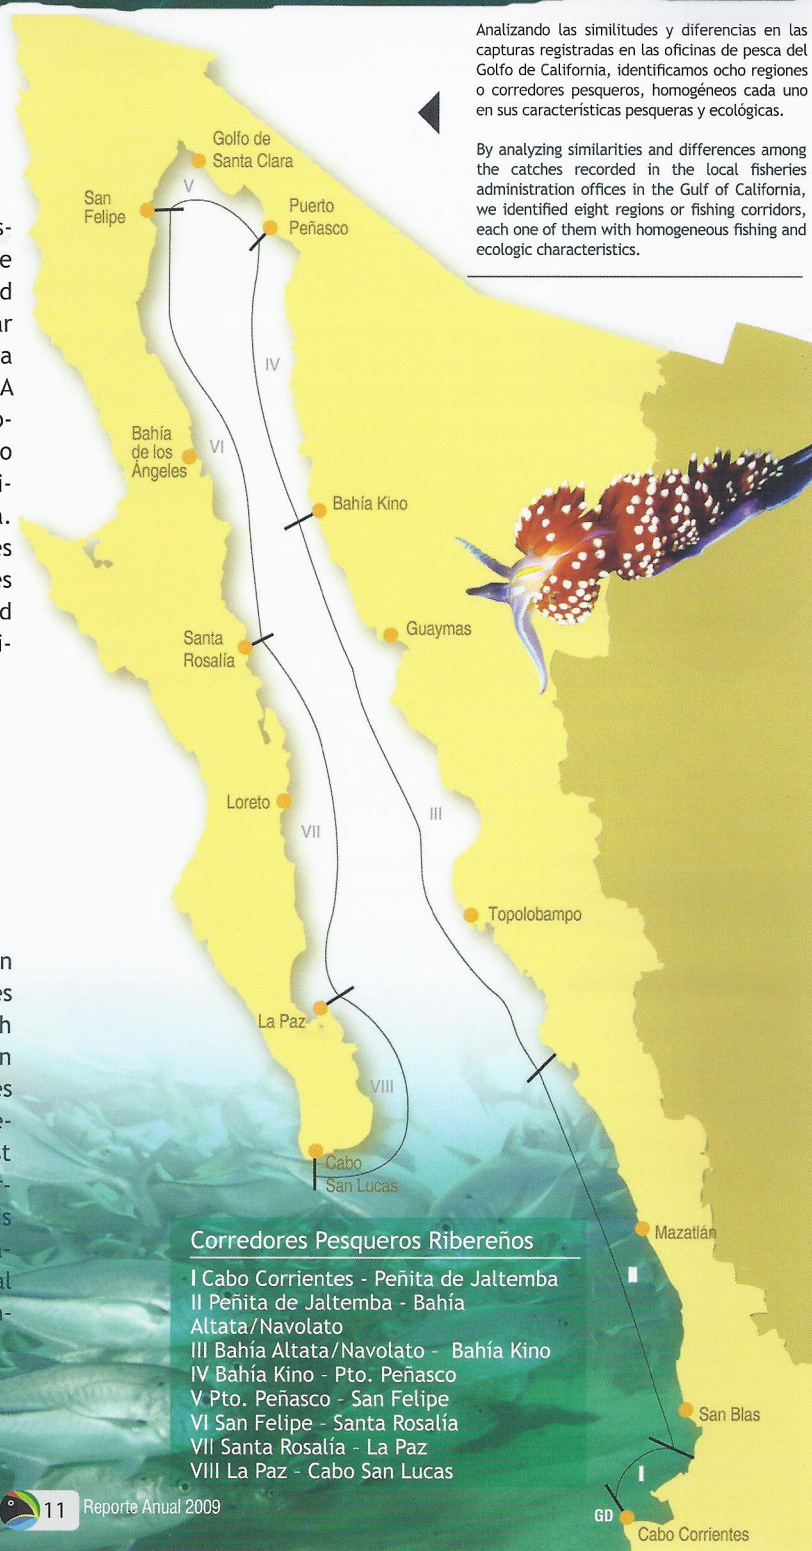 Analizando las similitudes y diferencias en las
capturas registradas en las oficinas de pesca del
Golfo de California, identificamos ocho regiones
o corredores pesqueros, homogéneos cada uno
en sus características pesqueras y ecológicas.
By analyzing similarities and differences among
the catches recorded in the local fisheries
administration offices in the Gulf of California,
we identified eight regions or fishing corridors,
each one of them with homogeneous fishing and
ecologic characteristics.
Golfo de
Santa Clara
V
San
Felipe
Puerto
Peñasco
IV
Bahía
de los
Ángeles
VI
Bahía Kino
Santa
Rosalía
Guaymas
Loreto
VII
III
Topolobampo
La Paz
VIII
Cabo
San Lucas
Mazatlán
II
San Blas
I
GD
Cabo Corrientes
Corredores Pesqueros Ribereños
I Cabo Corrientes - Peñita de Jaltemba
II Peñita de Jaltemba - Bahía
Altata/Navolato
III Bahía Altata/Navolato - Bahía Kino
IV Bahía Kino - Pto. Peñasco
V Pto. Peñasco - San Felipe
VI San Felipe - Santa Rosalía
VII Santa Rosalía - La Paz
VIII La Paz - Cabo San Lucas
11 Reporte Anual 2009